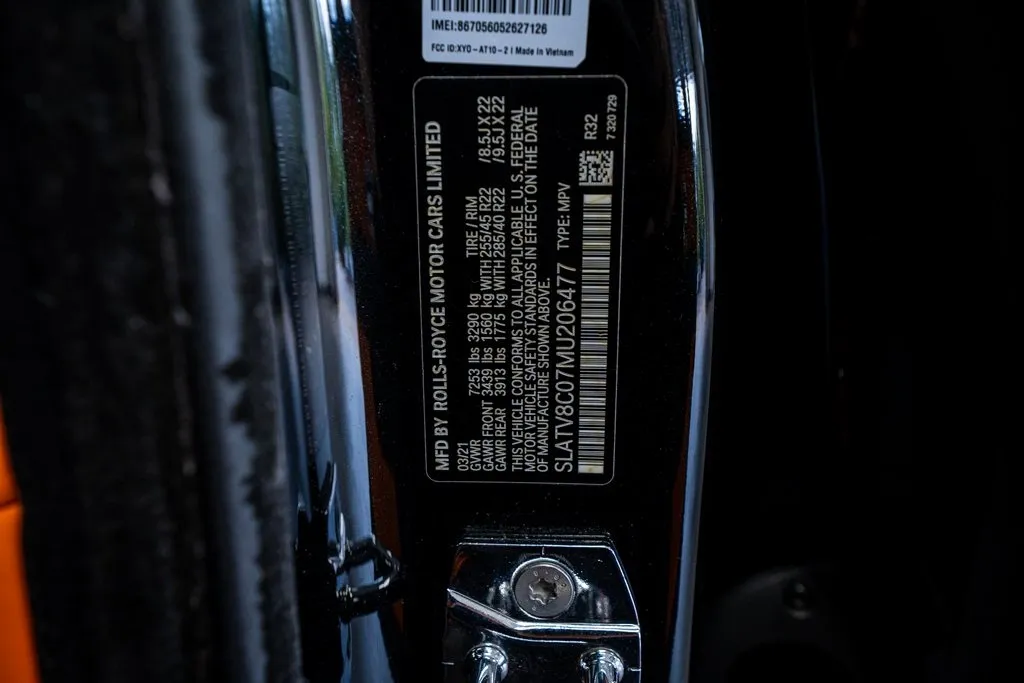 IMEI:867056052627126
FCC ID:XYO-AT10-2 I Made in Vietnam
MFD BY ROLLS-ROYCE MOTOR CARS LIMITED
03/21
GVWR 7253 lbs 3290 kg TIRE / RIM
GAWR FRONT 3439 lbs 1560 kg WITH 255/45 R22 /8.5J X 22
GAWR REAR 3913 lbs 1775 kg WITH 285/40 R22 /9.5J X 22
THIS VEHICLE CONFORMS TO ALL APPLICABLE U. S. FEDERAL
MOTOR VEHICLE SAFETY STANDARDS IN EFFECT ON THE DATE
OF MANUFACTURE SHOWN ABOVE.
SLATV8C07MU206477 TYPE: MPV
R32
7 320 729